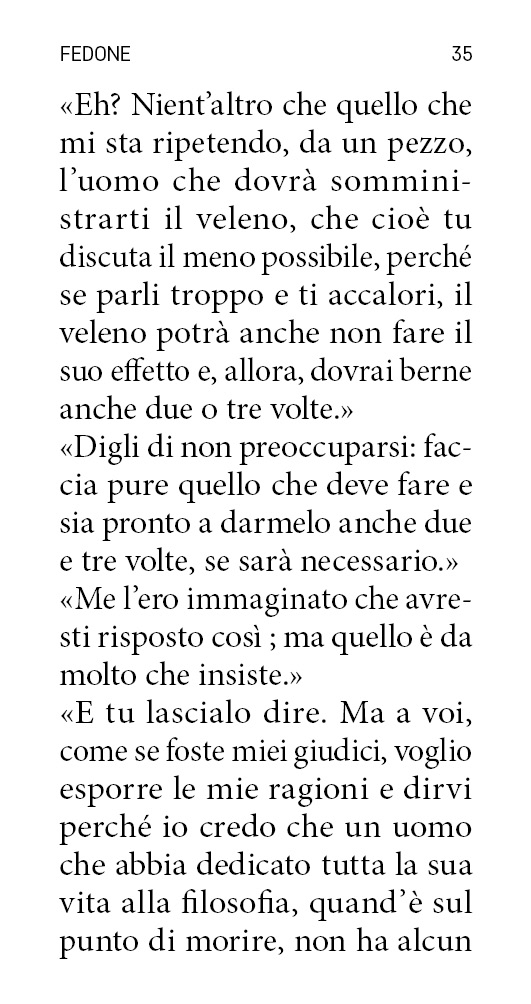 FEDONE 35
«Eh? Nient’altro che quello che
mi sta ripetendo, da un pezzo,
l’uomo che dovrà sommini-
strarti il veleno, che cioè tu
discuta il meno possibile, perché
se parli troppo e ti accalori, il
veleno potrà anche non fare il
suo effetto e, allora, dovrai berne
anche due o tre volte.»
«Digli di non preoccuparsi: fac-
cia pure quello che deve fare e
sia pronto a darmelo anche due
e tre volte, se sarà necessario.»
«Me l’ero immaginato che avre-
sti risposto così ; ma quello è da
molto che insiste.»
«E tu lascialo dire. Ma a voi,
come se foste miei giudici, voglio
esporre le mie ragioni e dirvi
perché io credo che un uomo
che abbia dedicato tutta la sua
vita alla filosofia, quand’è sul
punto di morire, non ha alcun